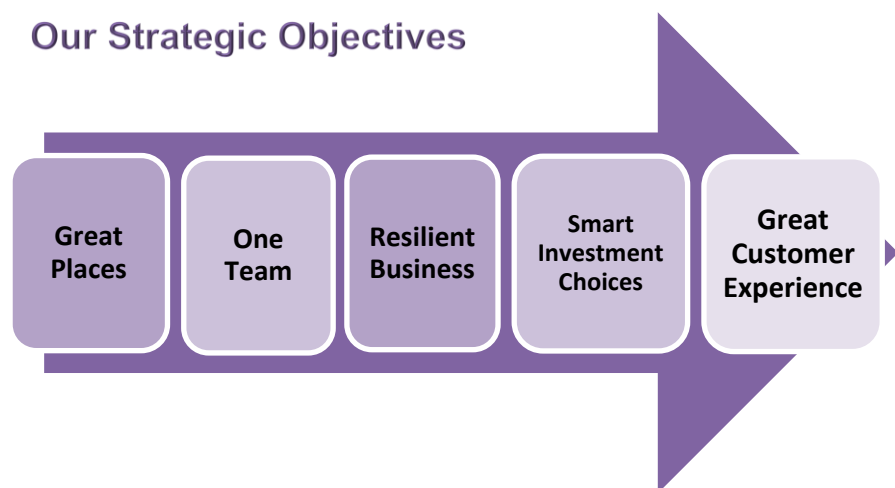 Our Strategic Objectives
Great
Places
One
Team
Resilient
Business
Smart
Investment
Choices
Great
Customer
Experience